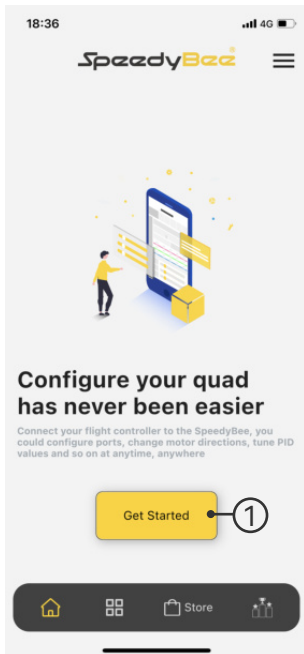 18:36
4G
SpeedyBee
Configure your quad
has never been easier
Connect your flight controller to the SpeedyBee, you
could configure ports, change motor directions, tune PID
values and so on at anytime, anywhere
Get Started
1
Store